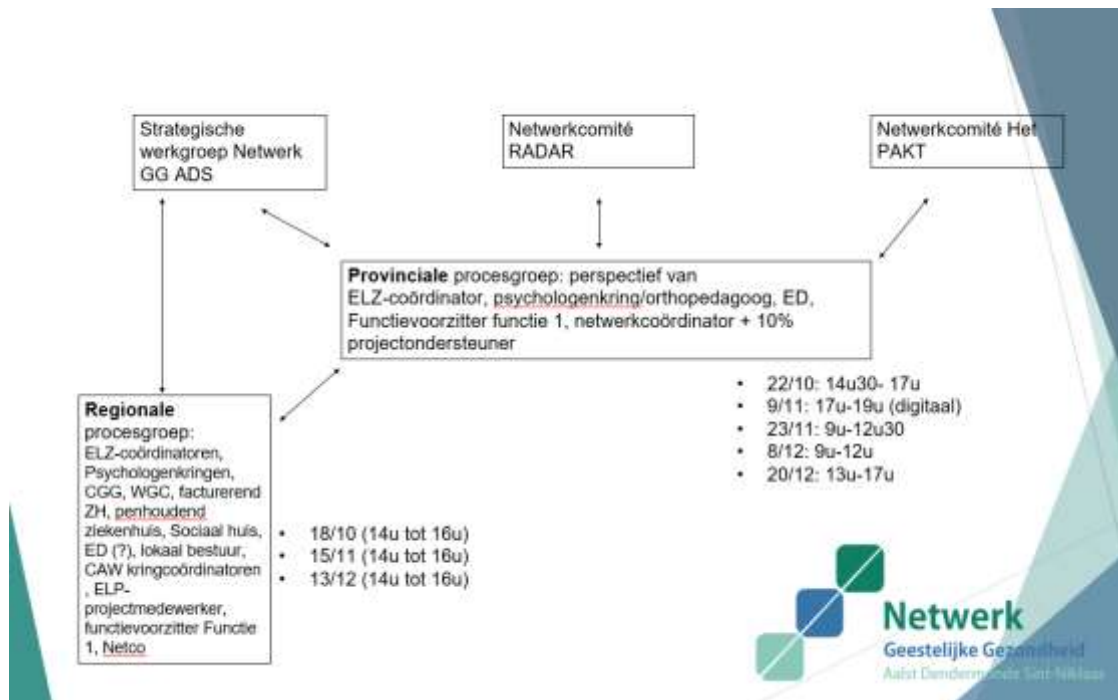 Strategische
werkgroep Netwerk
GG ADS
Netwerkcomité
RADAR
Netwerkcomité Het
PAKT
Provinciale procesgroep: perspectief van
ELZ-coördinator, psychologenkring/orthopedagoog, ED,
Functievoorzitter functie 1, netwerkcoördinator + 10%
projectondersteuner
• 22/10: 14u30- 17u
• 9/11: 17u-19u (digitaal)
• 23/11: 9u-12u30
• 8/12: 9u-12u
• 20/12: 13u-17u
Regionale
procesgroep:
ELZ-coördinatoren,
Psychologenkringen,
CGG, WGC, facturerend
ZH, penhoudend
ziekenhuis, Sociaal huis,
ED (?), lokaal bestuur,
CAW kringcoördinatoren
, ELP-
projectmedewerker,
functievoorzitter Functie
1, Netco
• 18/10 (14u tot 16u)
• 15/11 (14u tot 16u)
• 13/12 (14u tot 16u)
Netwerk
Geestelijke Gezondheid
Aalst Dendermonde Sint-Niklaas